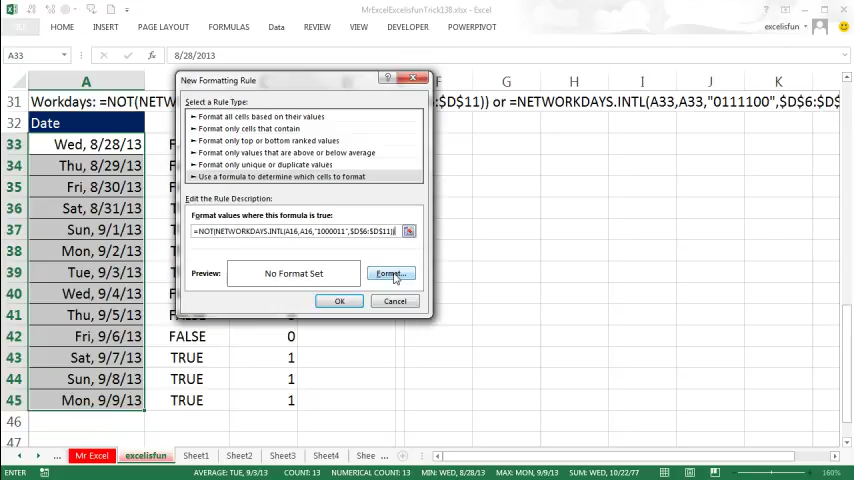 MrExcelExcelisfunTrick138.xlsx - Excel
HOME INSERT PAGE LAYOUT FORMULAS Data REVIEW VIEW DEVELOPER POWERPIVOT excelisfun
A33 fx 8/28/2013
A F G H I J K
31 Workdays: =NOT(NETW :$D$11)) or =NETWORKDAYS.INTL(A33,A33,"0111100",$D$6:$D$
32 Date
33 Wed, 8/28/13
34 Thu, 8/29/13
35 Fri, 8/30/13
36 Sat, 8/31/13
37 Sun, 9/1/13
38 Mon, 9/2/13
39 Tue, 9/3/13
40 Wed, 9/4/13
41 Thu, 9/5/13 FALSE 0
42 Fri, 9/6/13 FALSE 0
43 Sat, 9/7/13 TRUE 1
44 Sun, 9/8/13 TRUE 1
45 Mon, 9/9/13 TRUE 1
46
47
New Formatting Rule
Select a Rule Type:
► Format all cells based on their values
► Format only cells that contain
► Format only top or bottom ranked values
► Format only values that are above or below average
► Format only unique or duplicate values
► Use a formula to determine which cells to format
Edit the Rule Description:
Format values where this formula is true:
=NOT(NETWORKDAYS.INTL(A16,A16,"1000011",$D$6:$D$11))
Preview: No Format Set Format...
OK Cancel
... Mr Excel excelisfun Sheet1 Sheet2 Sheet3 Sheet4 Shee ...
ENTER AVERAGE: TUE, 9/3/13 COUNT: 13 NUMERICAL COUNT: 13 MIN: WED, 8/28/13 MAX: MON, 9/9/13 SUM: WED, 10/22/77 160%